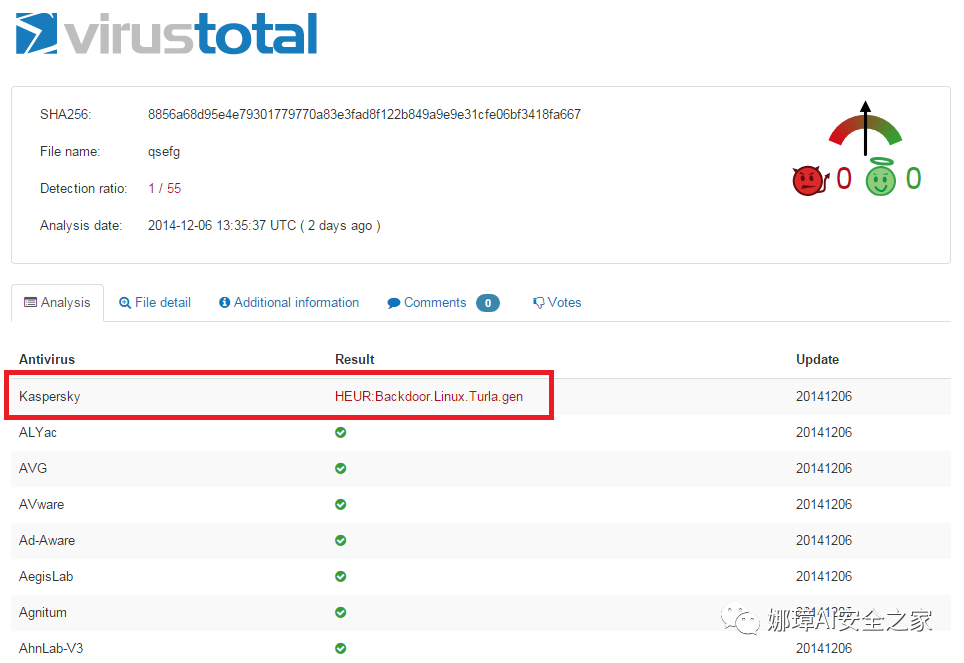 virustotal
SHA256: 8856a68d95e4e79301779770a83e3fad8f122b849a9e9e31cfe06bf3418fa667
File name: qsefg
Detection ratio: 1 / 55
Analysis date: 2014-12-06 13:35:37 UTC ( 2 days ago )
0 0
Analysis File detail Additional information Comments 0 Votes
Antivirus Result Update
Kaspersky HEUR:Backdoor.Linux.Turla.gen 20141206
ALYac 20141206
AVG 20141206
AVware 20141206
Ad-Aware 20141206
AegisLab 20141206
Agnitum 20141206
娜璋AI安全之家
AhnLab-V3 20141206